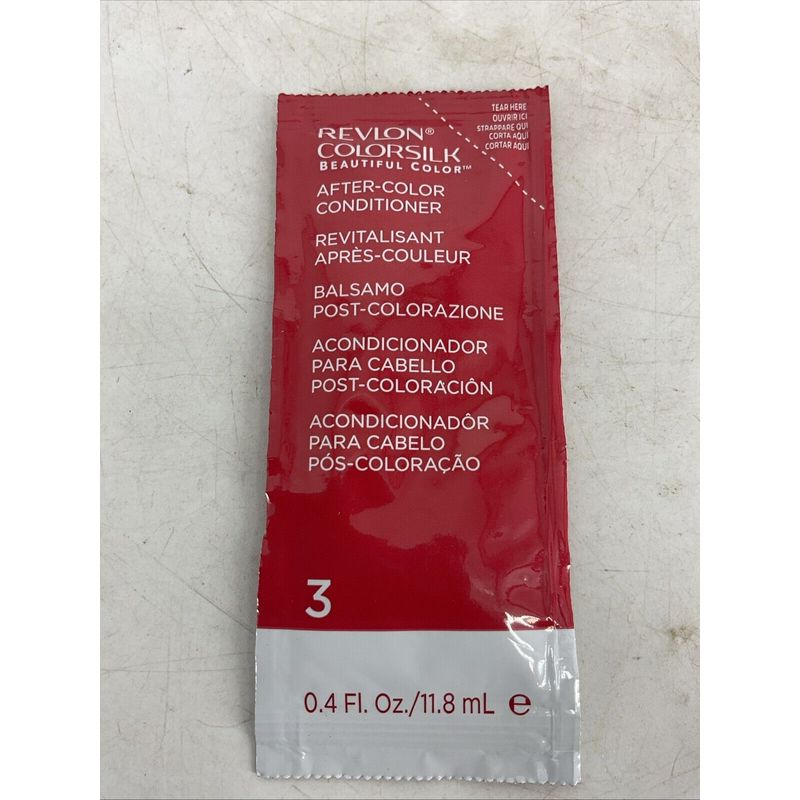 TEAR HERE
OUVRIR ICI
STRAPPARE QUI
CORTA AQUÍ
CORTAR AQUI
REVLON®
COLORSILK
BEAUTIFUL COLOR™
AFTER-COLOR
CONDITIONER
REVITALISANT
APRÈS-COULEUR
BALSAMO
POST-COLORAZIONE
ACONDICIONADOR
PARA CABELLO
POST-COLORACIÓN
ACONDICIONADÔR
PARA CABELO
PÓS-COLORAÇÃO
3
0.4 Fl. Oz./11.8 mL ℮